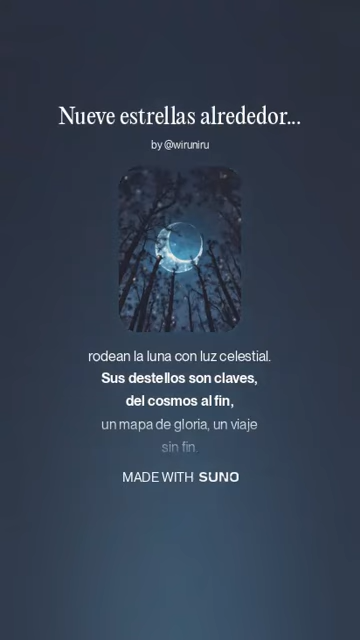 Nueve estrellas alrededor...
by @wiruniru
rodean la luna con luz celestial.
Sus destellos son claves,
del cosmos al fin,
un mapa de gloria, un viaje
sin fin.
MADE WITH SUNO